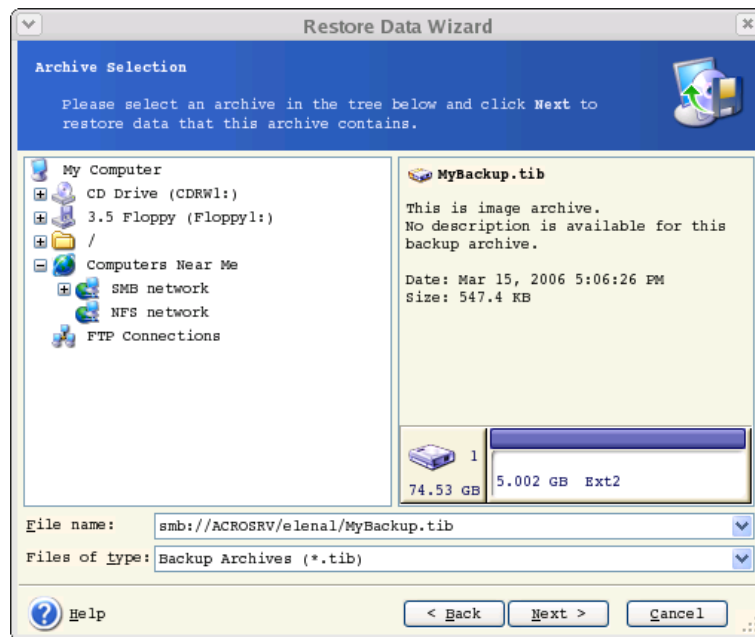 Restore Data Wizard
Archive Selection
Please select an archive in the tree below and click Next to
restore data that this archive contains.
My Computer
CD Drive (CDRW1:)
3.5 Floppy (Floppy1:)
/
Computers Near Me
SMB network
NFS network
FTP Connections
MyBackup.tib
This is image archive.
No description is available for this
backup archive.
Date: Mar 15, 2006 5:06:26 PM
Size: 547.4 KB
1
74.53 GB
5.002 GB Ext2
File name:
smb://ACROSRV/elenal/MyBackup.tib
Files of type:
Backup Archives (*.tib)
Help
< Back
Next >
Cancel